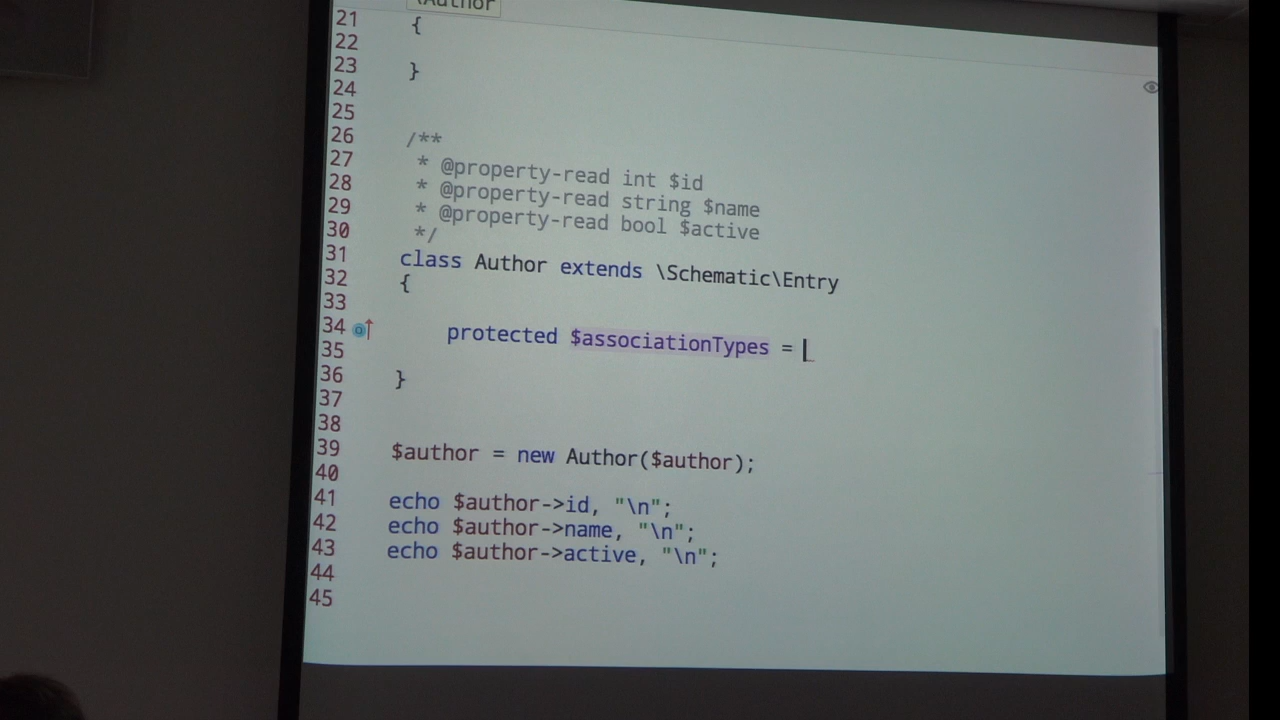 \Author
21 {
22
23 }
24
25
26 /**
27 * @property-read int $id
28 * @property-read string $name
29 * @property-read bool $active
30 */
31 class Author extends \Schematic\Entry
32 {
33
34 protected $associationTypes =
35
36 }
37
38
39 $author = new Author($author);
40
41 echo $author->id, "\n";
42 echo $author->name, "\n";
43 echo $author->active, "\n";
44
45